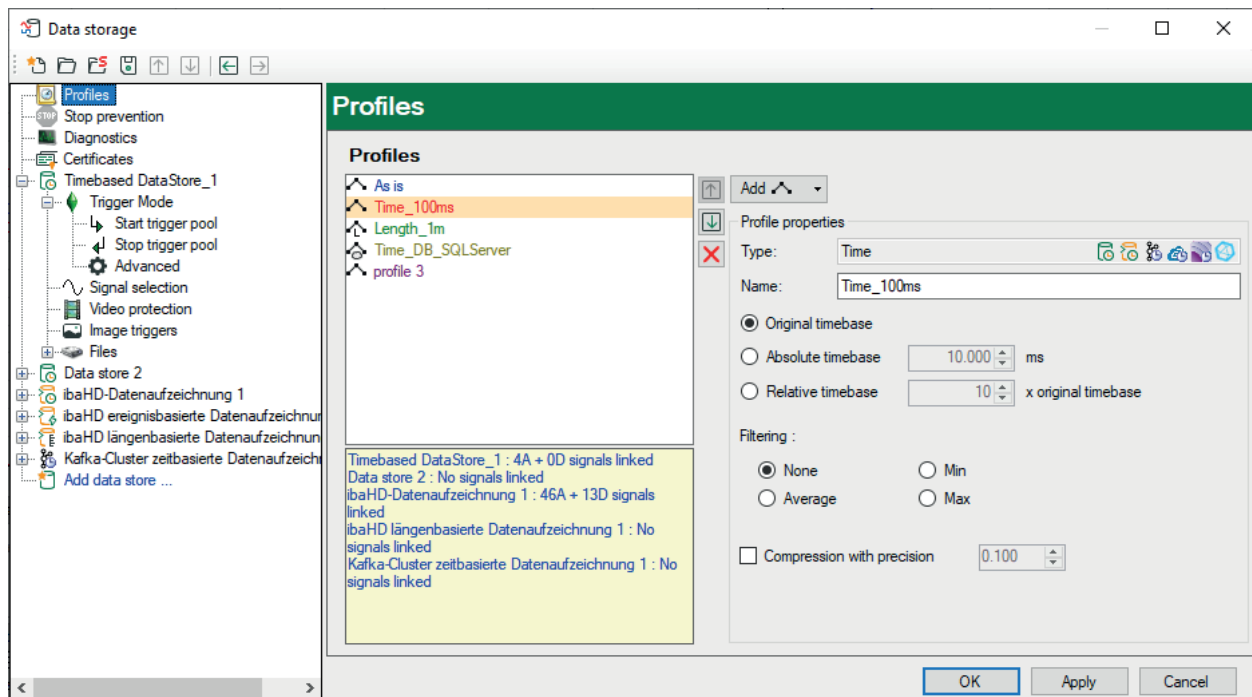 Data storage
Profiles
Stop prevention
Diagnostics
Certificates
Timebased DataStore_1
Trigger Mode
Start trigger pool
Stop trigger pool
Advanced
Signal selection
Video protection
Image triggers
Files
Data store 2
ibaHD-Datenaufzeichnung 1
ibaHD ereignisbasierte Datenaufzeichnur
ibaHD längenbasierte Datenaufzeichnun
Kafka-Cluster zeitbasierte Datenaufzeichr
Add data store ...
Profiles
Profiles
As is
Time_100ms
Length_1m
Time_DB_SQLServer
profile 3
Timebased DataStore_1 : 4A + 0D signals linked
Data store 2 : No signals linked
ibaHD-Datenaufzeichnung 1 : 46A + 13D signals
linked
ibaHD längenbasierte Datenaufzeichnung 1 : No
signals linked
Kafka-Cluster zeitbasierte Datenaufzeichnung 1 : No
signals linked
Add
Profile properties
Type: Time
Name: Time_100ms
Original timebase
Absolute timebase 10.000 ms
Relative timebase 10 x original timebase
Filtering :
None Min
Average Max
Compression with precision 0.100
OK Apply Cancel